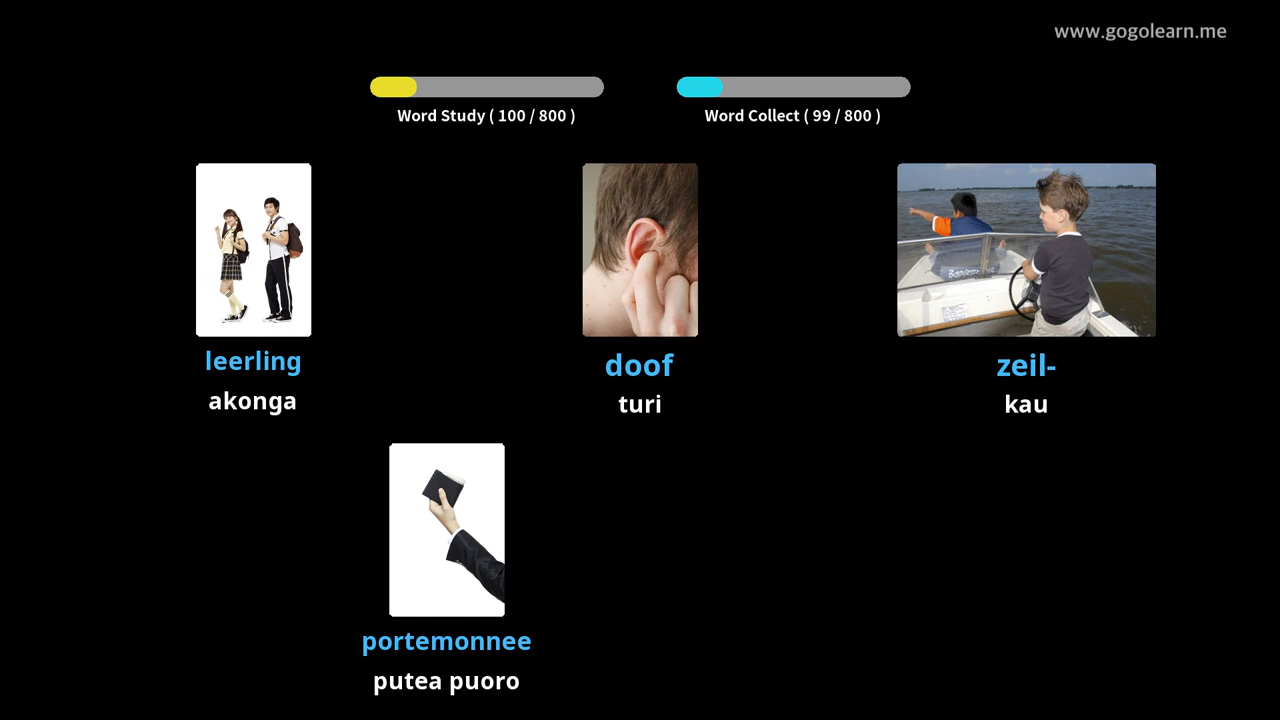 www.gogolearn.me
Word Study ( 100 / 800 )
Word Collect ( 99 / 800 )
leerling
akonga
doof
turi
zeil-
kau
portemonnee
putea puoro